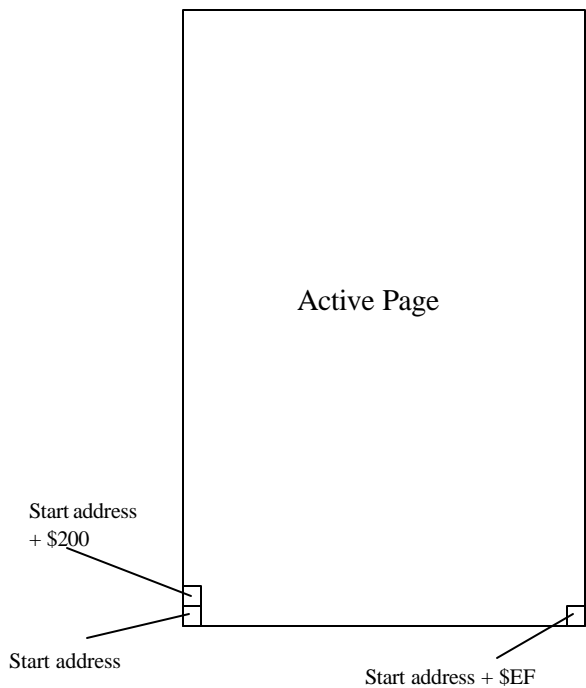 Active Page
Start address
+ $200
Start address
Start address + $EF